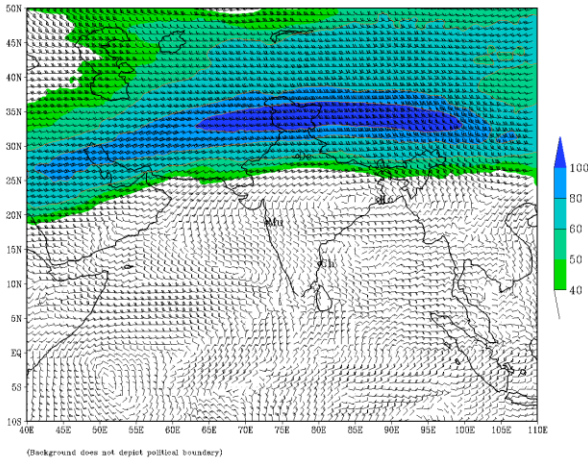 50N
45N
40N
35N
30N
25N
20N
15N
10N
5N
EQ
5S
10S
40E 45E 50E 55E 60E 65E 70E 75E 80E 85E 90E 95E 100E 105E 110E
Mu
Ch
100
80
60
50
40
(Background does not depict political boundary)